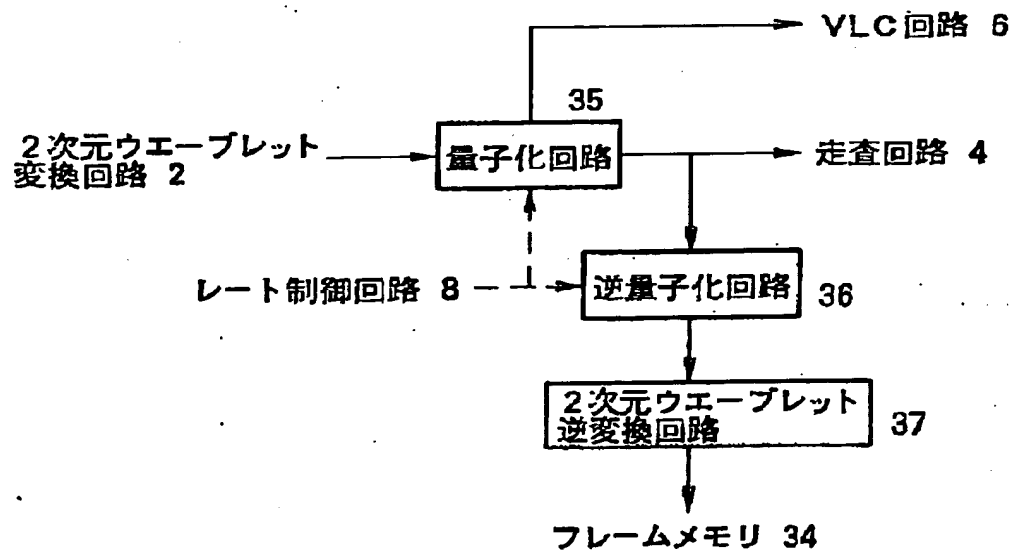 VLC回路 6
35
2次元ウエーブレット
変換回路 2
量子化回路
走査回路 4
レート制御回路 8
逆量子化回路
36
2次元ウエーブレット
逆変換回路
37
フレームメモリ 34